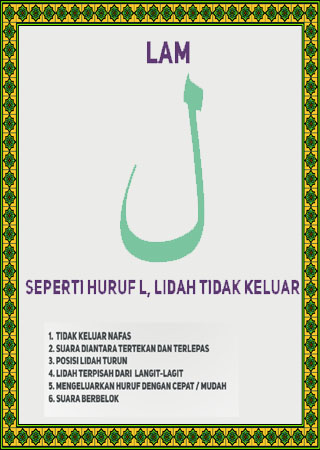 LAM
ل
SEPERTI HURUF L, LIDAH TIDAK KELUAR
1. TIDAK KELUAR NAFAS
2. SUARA DIANTARA TERTEKAN DAN TERLEPAS
3. POSISI LIDAH TURUN
4. LIDAH TERPISAH DARI LANGIT-LAGIT
5. MENGELUARKAN HURUF DENGAN CEPAT / MUDAH
6. SUARA BERBELOK